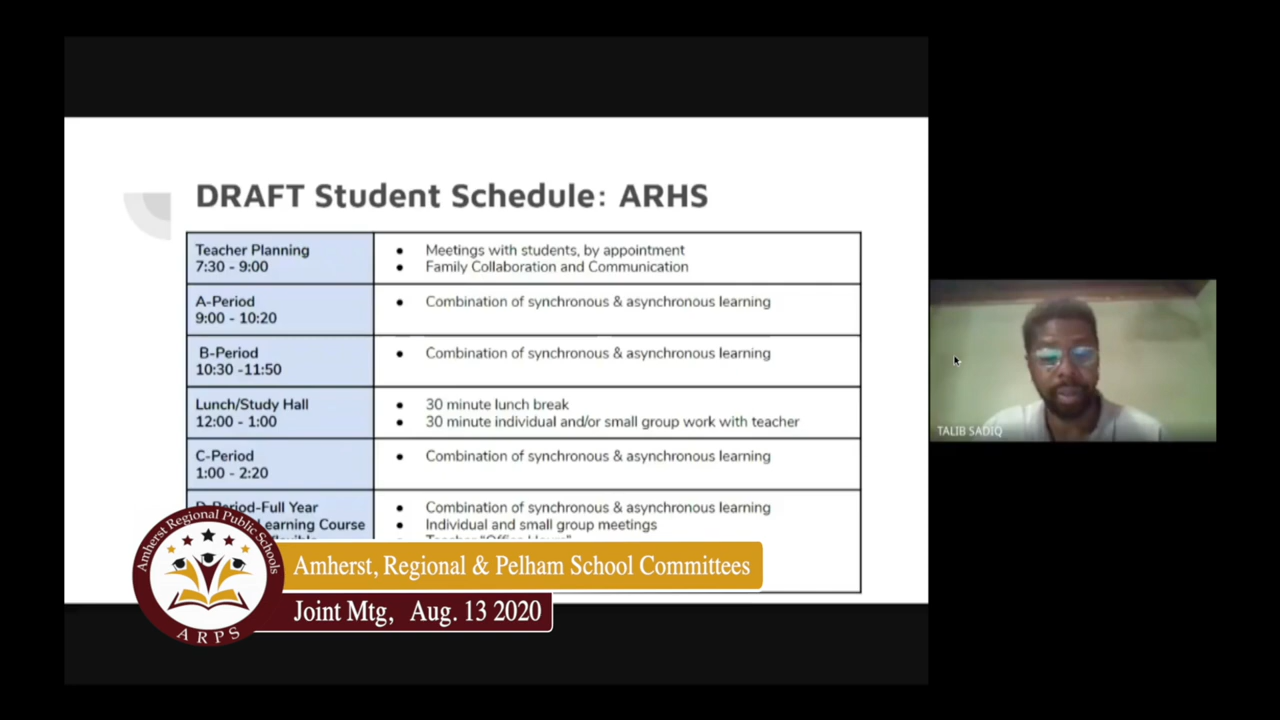 DRAFT Student Schedule: ARHS
Teacher Planning
7:30 - 9:00
● Meetings with students, by appointment
● Family Collaboration and Communication
A-Period
9:00 - 10:20
● Combination of synchronous & asynchronous learning
B-Period
10:30 -11:50
● Combination of synchronous & asynchronous learning
Lunch/Study Hall
12:00 - 1:00
● 30 minute lunch break
● 30 minute individual and/or small group work with teacher
C-Period
1:00 - 2:20
● Combination of synchronous & asynchronous learning
D-Period-Full Year
Learning Course
● Combination of synchronous & asynchronous learning
● Individual and small group meetings
Teacher "Office Hours"
TALIB SADIQ
Amherst Regional Public Schools
ARPS
Amherst, Regional & Pelham School Committees
Joint Mtg, Aug. 13 2020